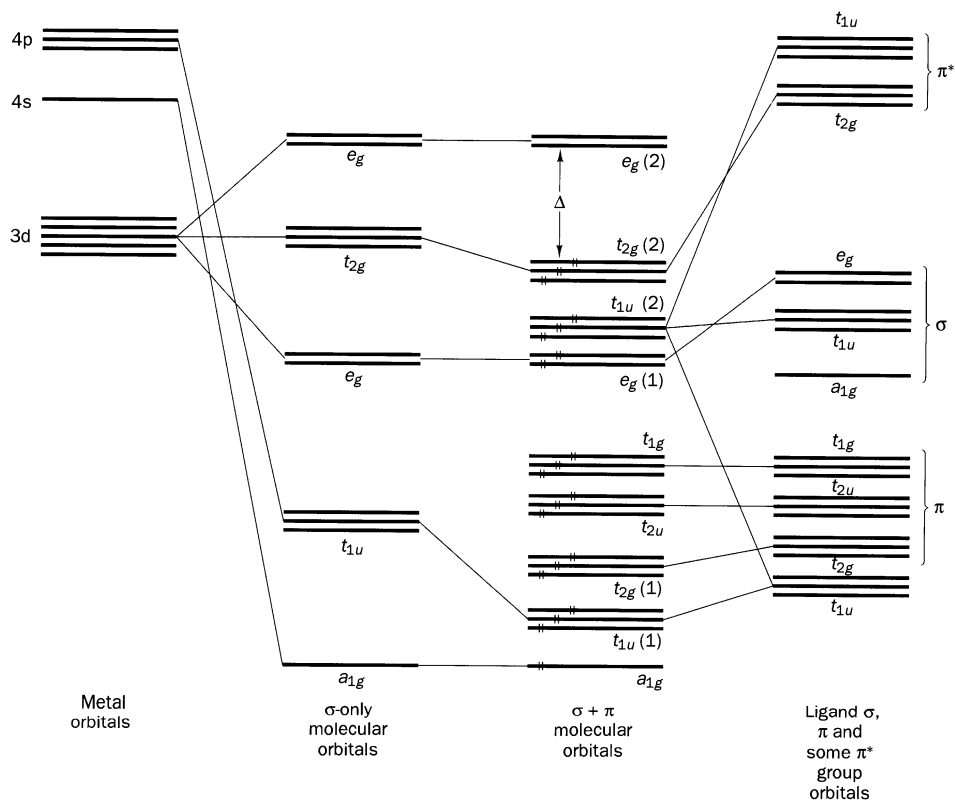 4p
4s
3d
e_g
t_2g
e_g
t_1u
a_1g
e_g (2)
Δ
t_2g (2)
t_1u (2)
e_g (1)
t_1g
t_2u
t_2g (1)
t_1u (1)
a_1g
t_1u
π*
t_2g
e_g
σ
t_1u
a_1g
t_1g
t_2u
π
t_2g
t_1u
Metal
orbitals
σ-only
molecular
orbitals
σ + π
molecular
orbitals
Ligand σ,
π and
some π*
group
orbitals